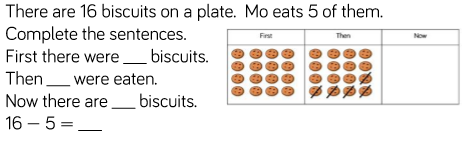 There are 16 biscuits on a plate. Mo eats 5 of them.
Complete the sentences.
First there were ___ biscuits.
Then ___ were eaten.
Now there are ___ biscuits.
16 – 5 = ___
First Then Now